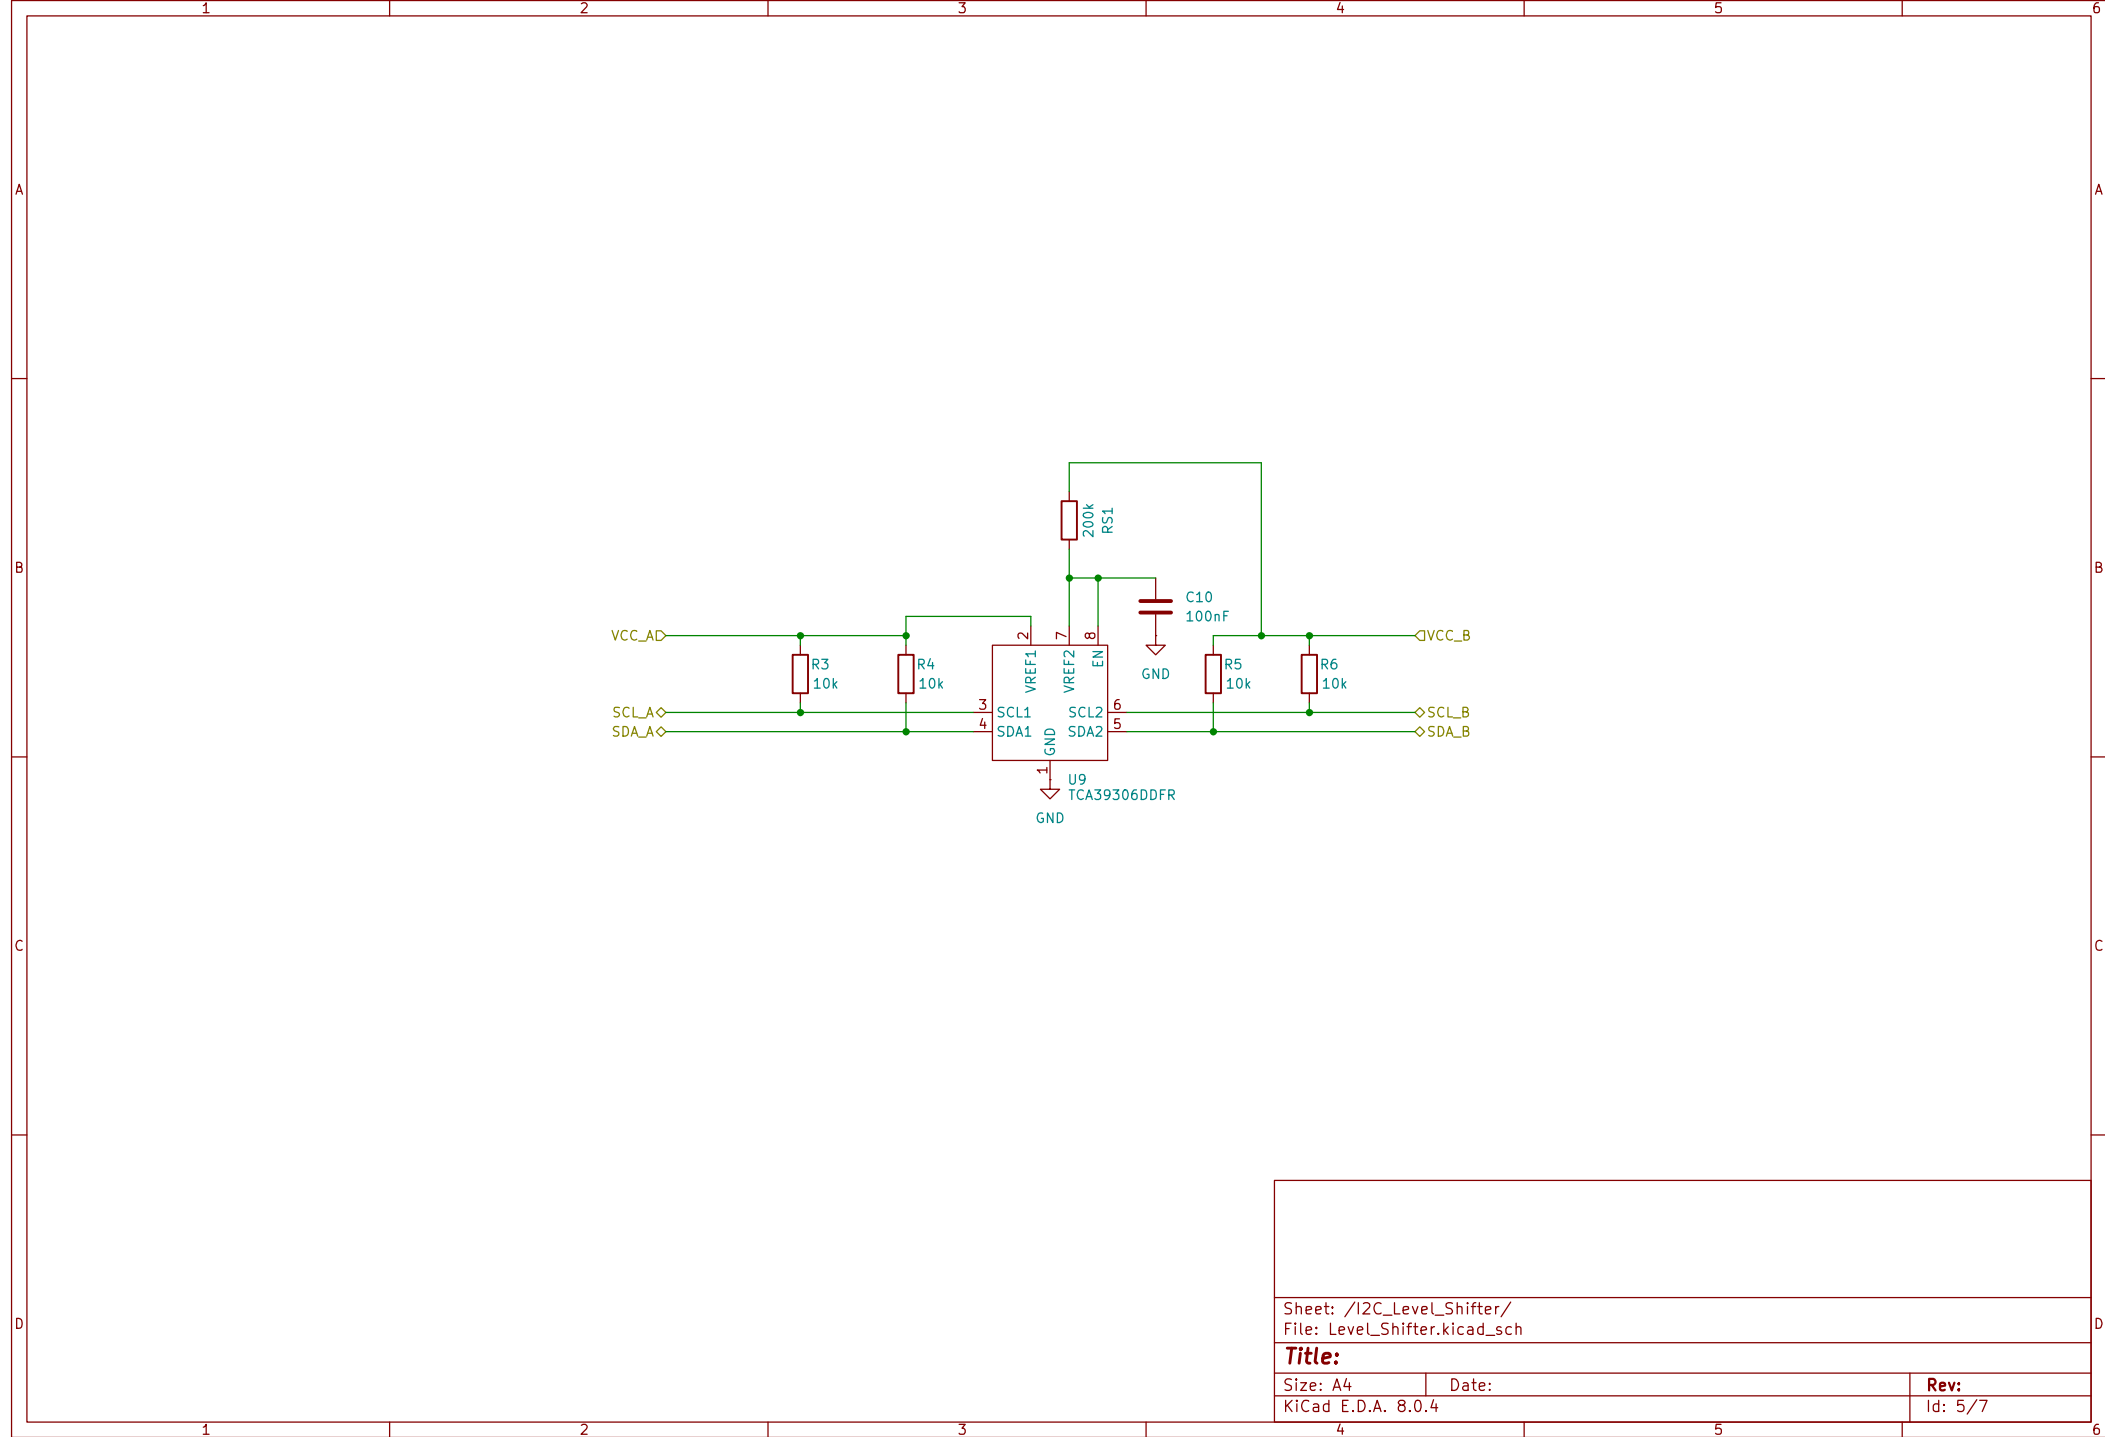 1 2 3 4 5 6
A A
200k
RS1
B B
C10
100nF
VCC_A 2 7 8 VCC_B
R3 R4 VREF1 VREF2 EN GND R5 R6
10k 10k 10k 10k
SCL_A 3 SCL1 SCL2 6 SCL_B
SDA_A 4 SDA1 GND SDA2 5 SDA_B
1 U9
TCA39306DDFR
GND
C C
Sheet: /I2C_Level_Shifter/
File: Level_Shifter.kicad_sch
D D
Title:
Size: A4 Date: Rev:
KiCad E.D.A. 8.0.4 Id: 5/7
1 2 3 4 5 6